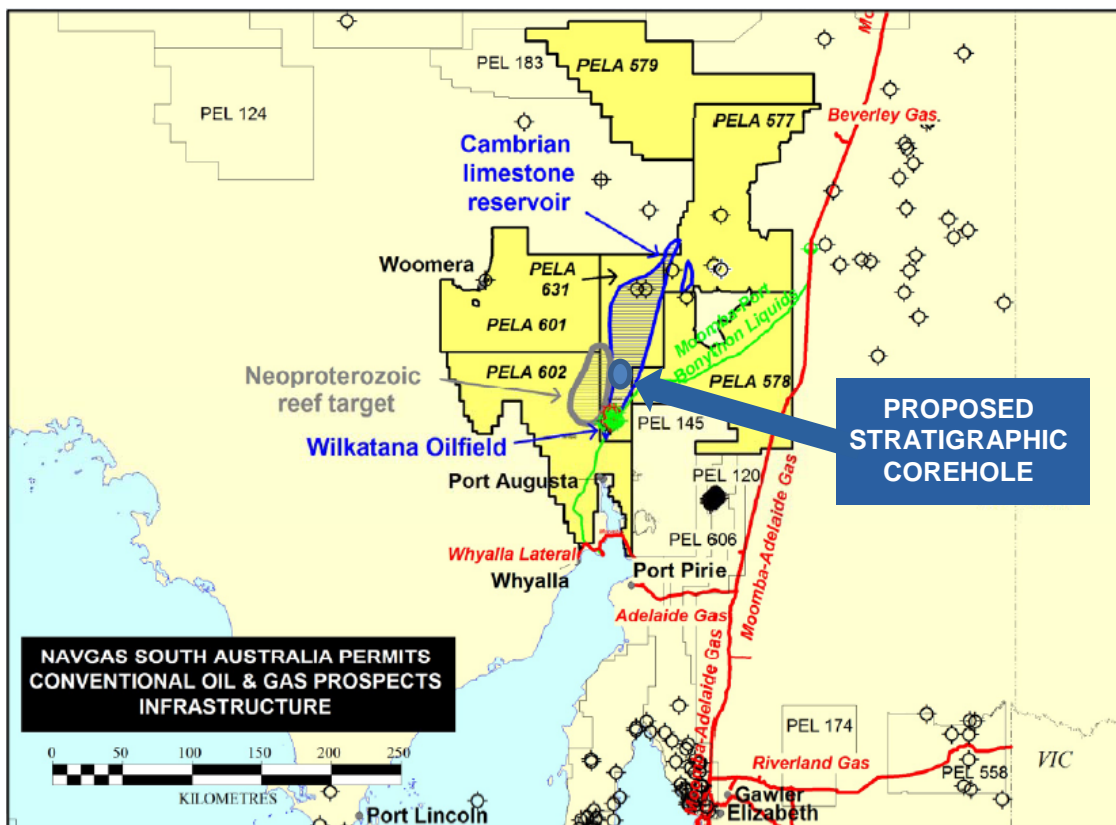 Mo
PEL 183
PELA 579
PEL 124
PELA 577
Beverley Gas
Cambrian
limestone
reservoir
Woomera
PELA
631
PELA 601
Moomba-Port
Bonython Liquids
PELA 602
PELA 578
Neoproterozoic
reef target
PROPOSED
STRATIGRAPHIC
COREHOLE
PEL 145
Wilkatana Oilfield
Port Augusta
PEL 120
PEL 606
Moomba-Adelaide Gas
Whyalla Lateral
Whyalla
Port Pirie
Adelaide Gas
NAVGAS SOUTH AUSTRALIA PERMITS
CONVENTIONAL OIL & GAS PROSPECTS
INFRASTRUCTURE
0 50 100 150 200 250
KILOMETRES
Moomba-Adelaide Gas
PEL 174
VIC
Riverland Gas
PEL 558
Gawler
Elizabeth
Port Lincoln